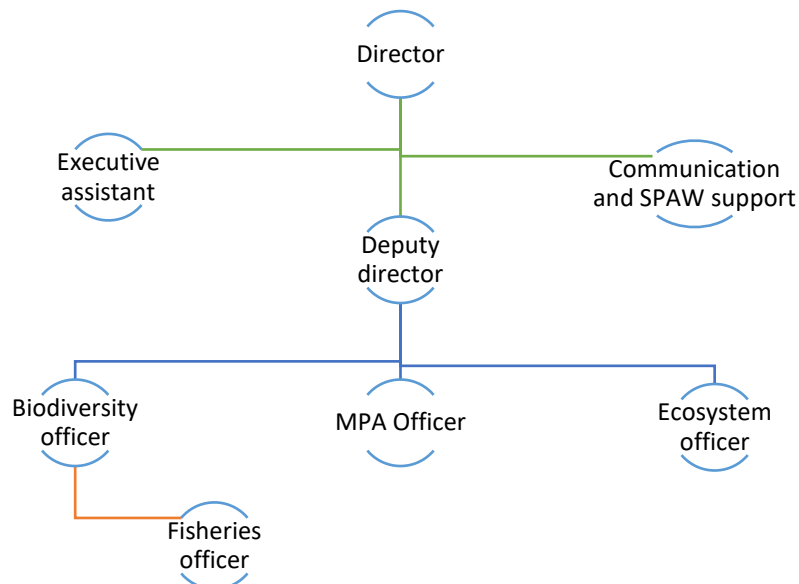 Director
Executive
assistant
Communication
and SPAW support
Deputy
director
Biodiversity
officer
MPA Officer
Ecosystem
officer
Fisheries
officer